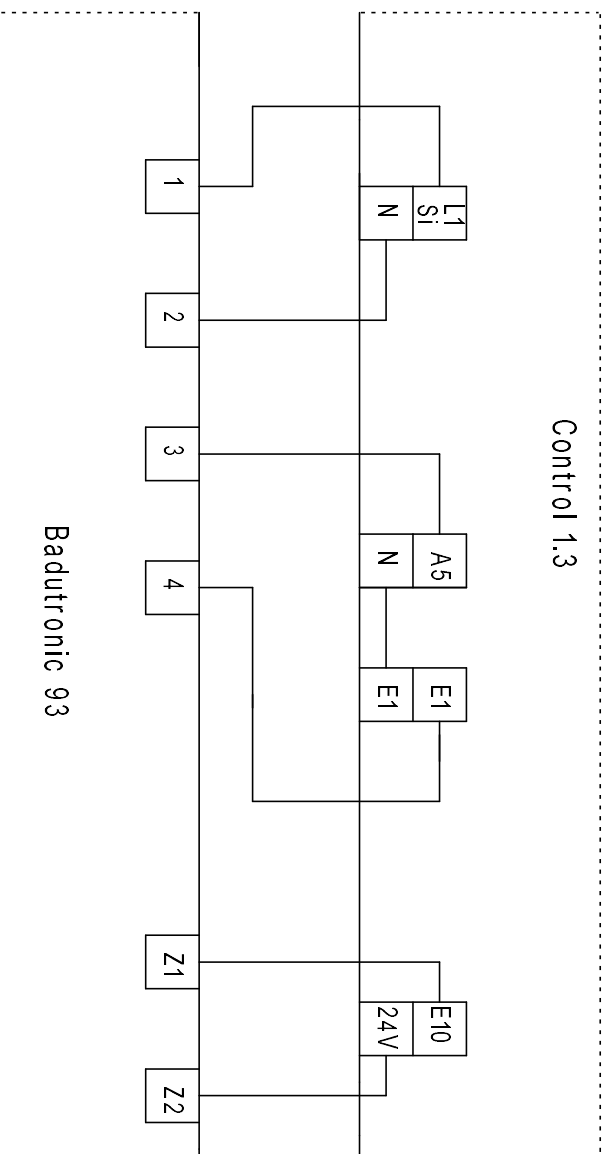 Control 1.3
L1
Si
N
A5
N
E1
E1
E10
24V
1
2
3
4
Z1
Z2
Badutronic 93